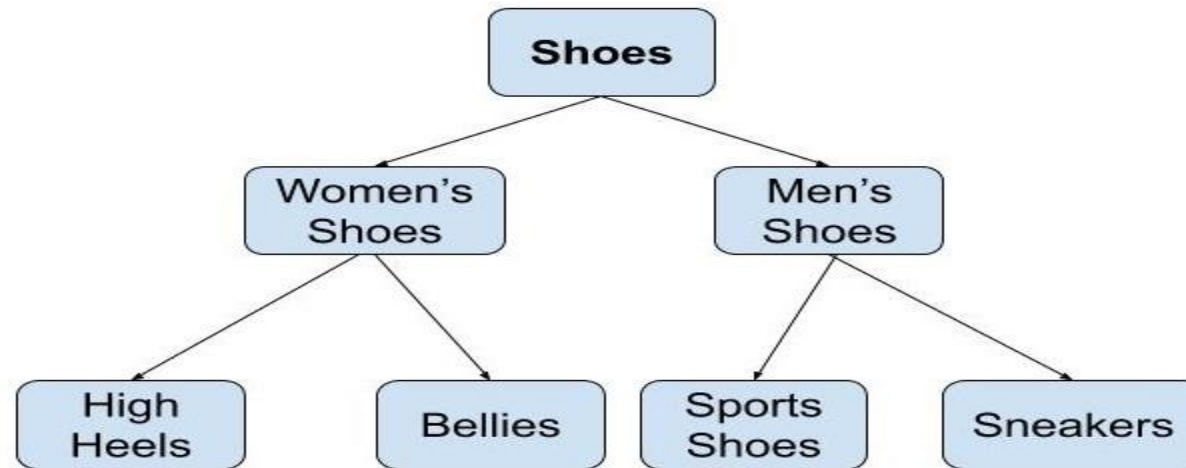 Shoes
Women’s
Shoes
Men’s
Shoes
High
Heels
Bellies
Sports
Shoes
Sneakers